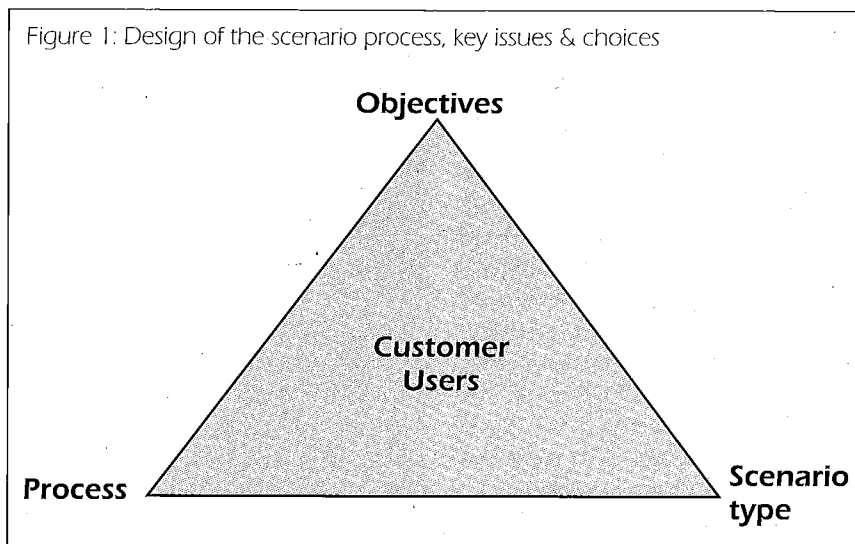 Figure 1: Design of the scenario process, key issues & choices
Objectives
Customer
Users
Process
Scenario
type